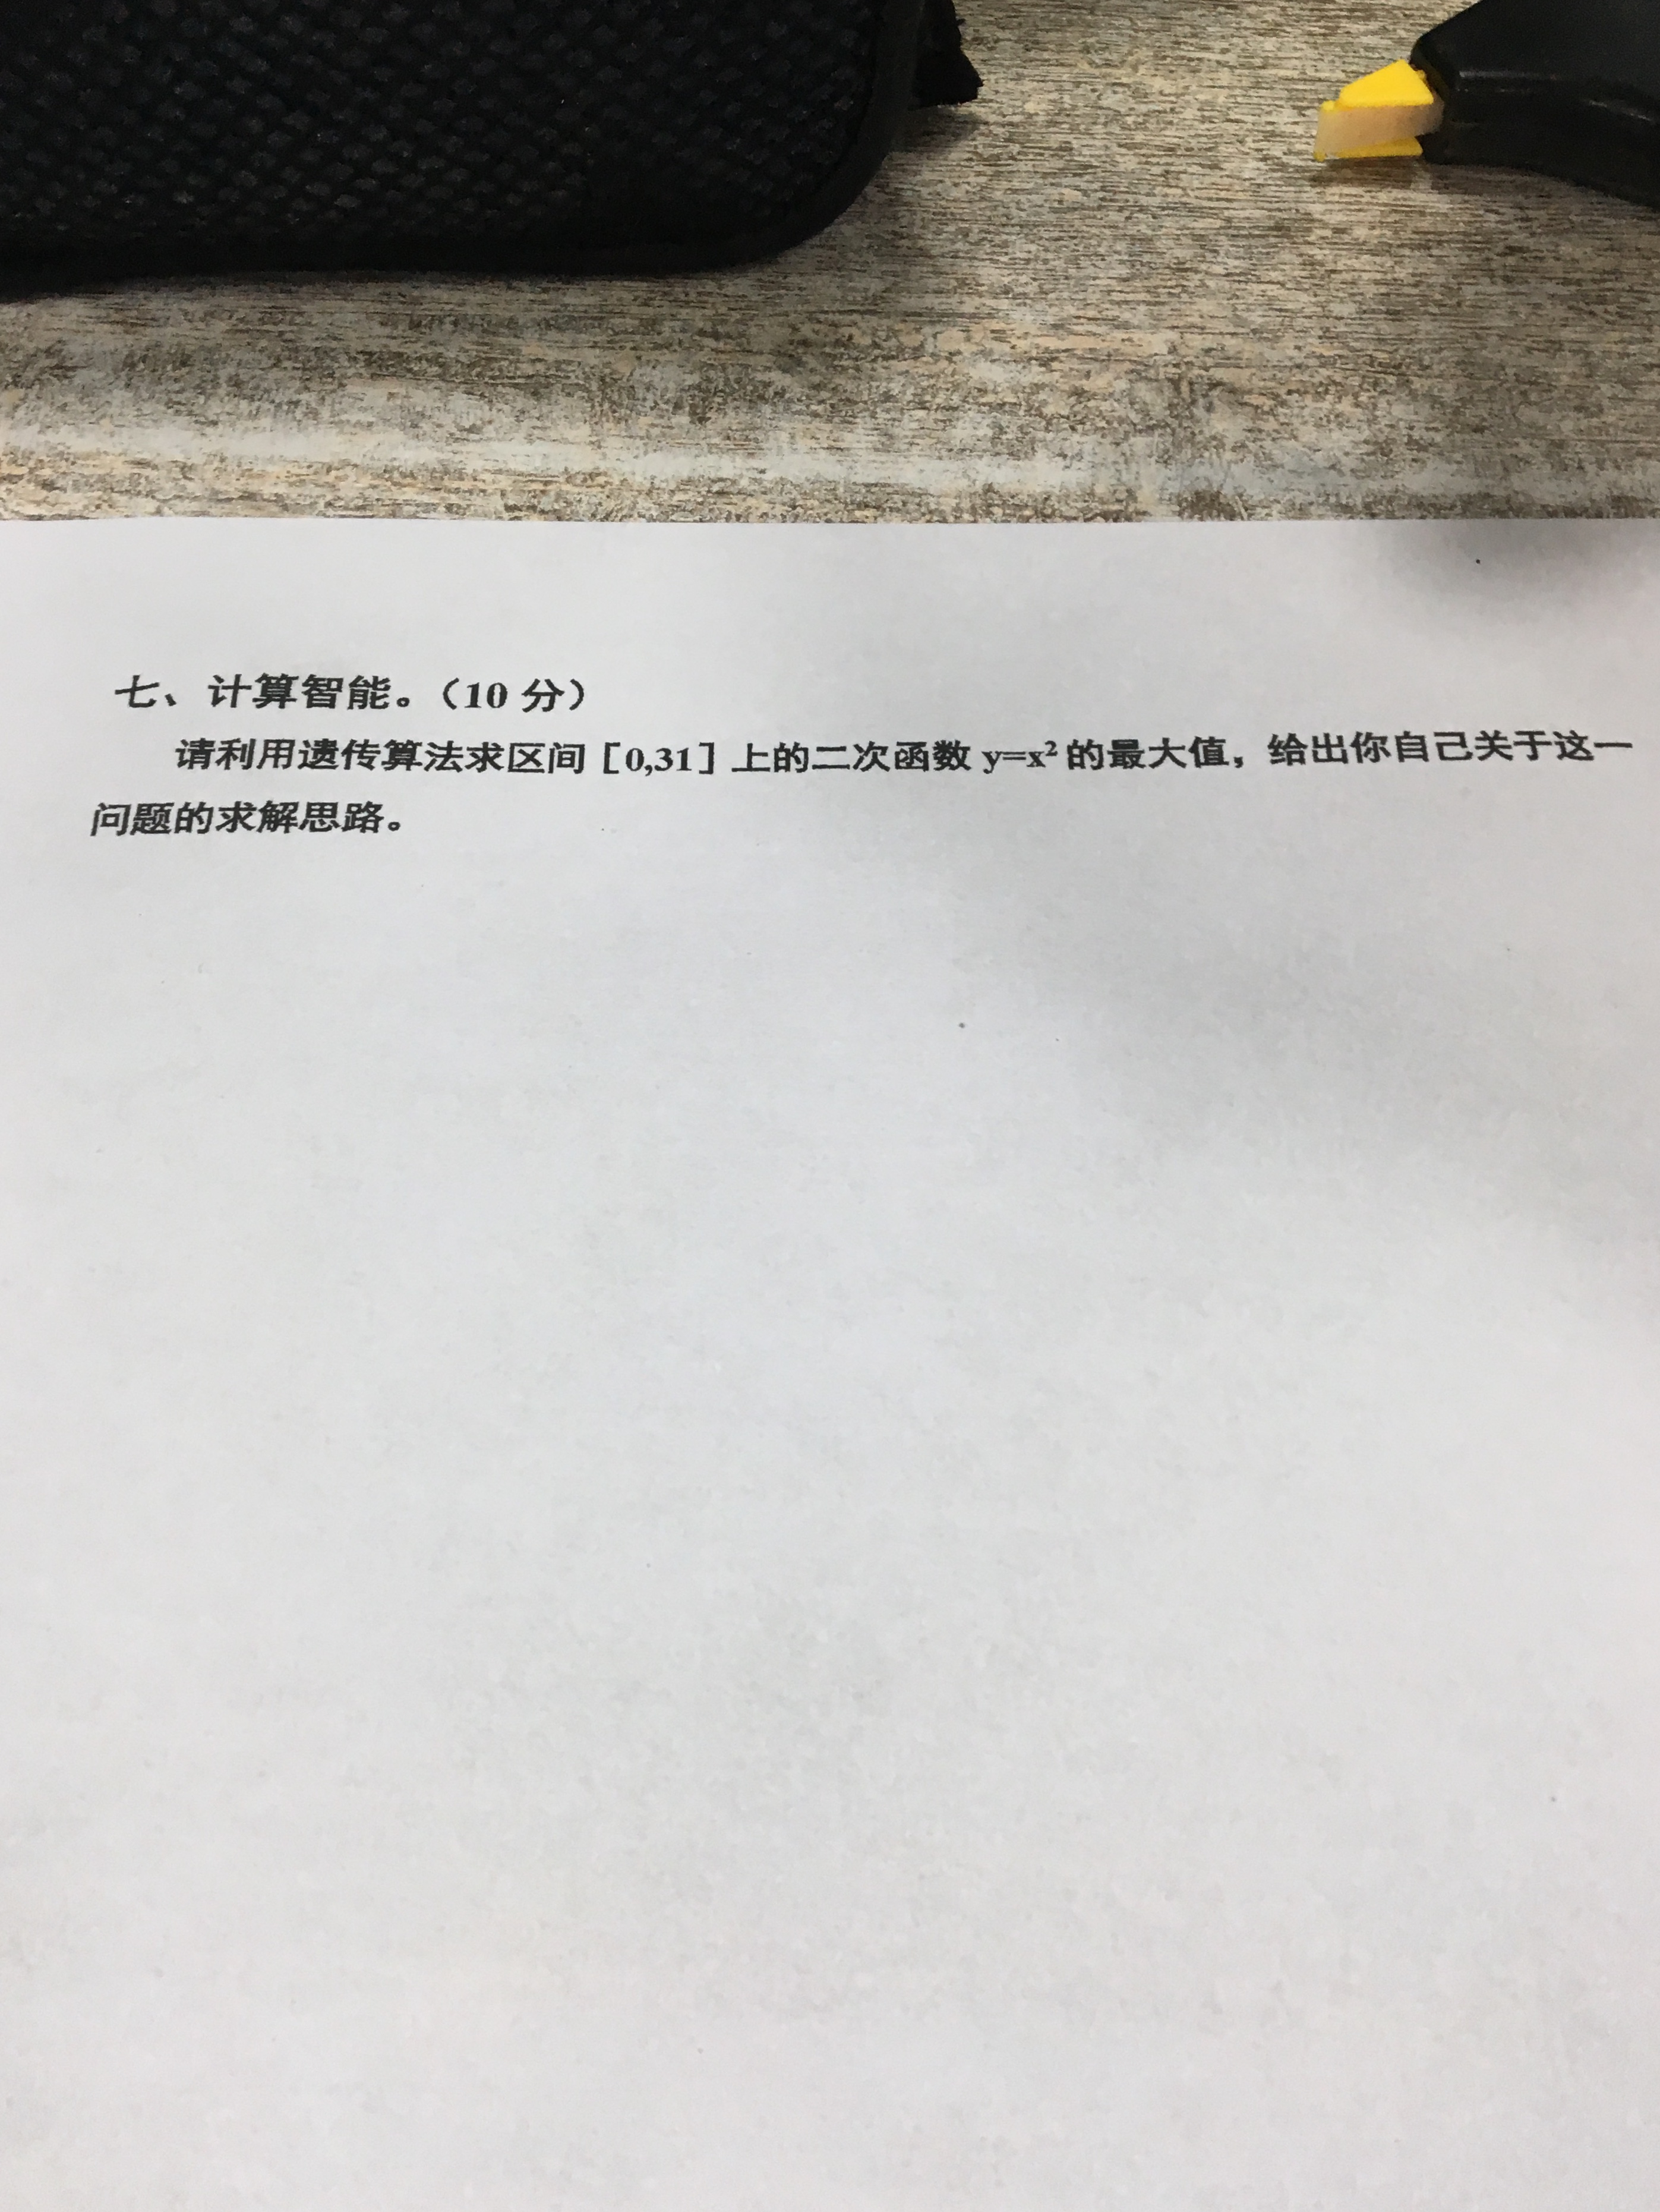 七、计算智能。（10 分）
请利用遗传算法求区间［0,31］上的二次函数 y=x² 的最大值，给出你自己关于这一
问题的求解思路。